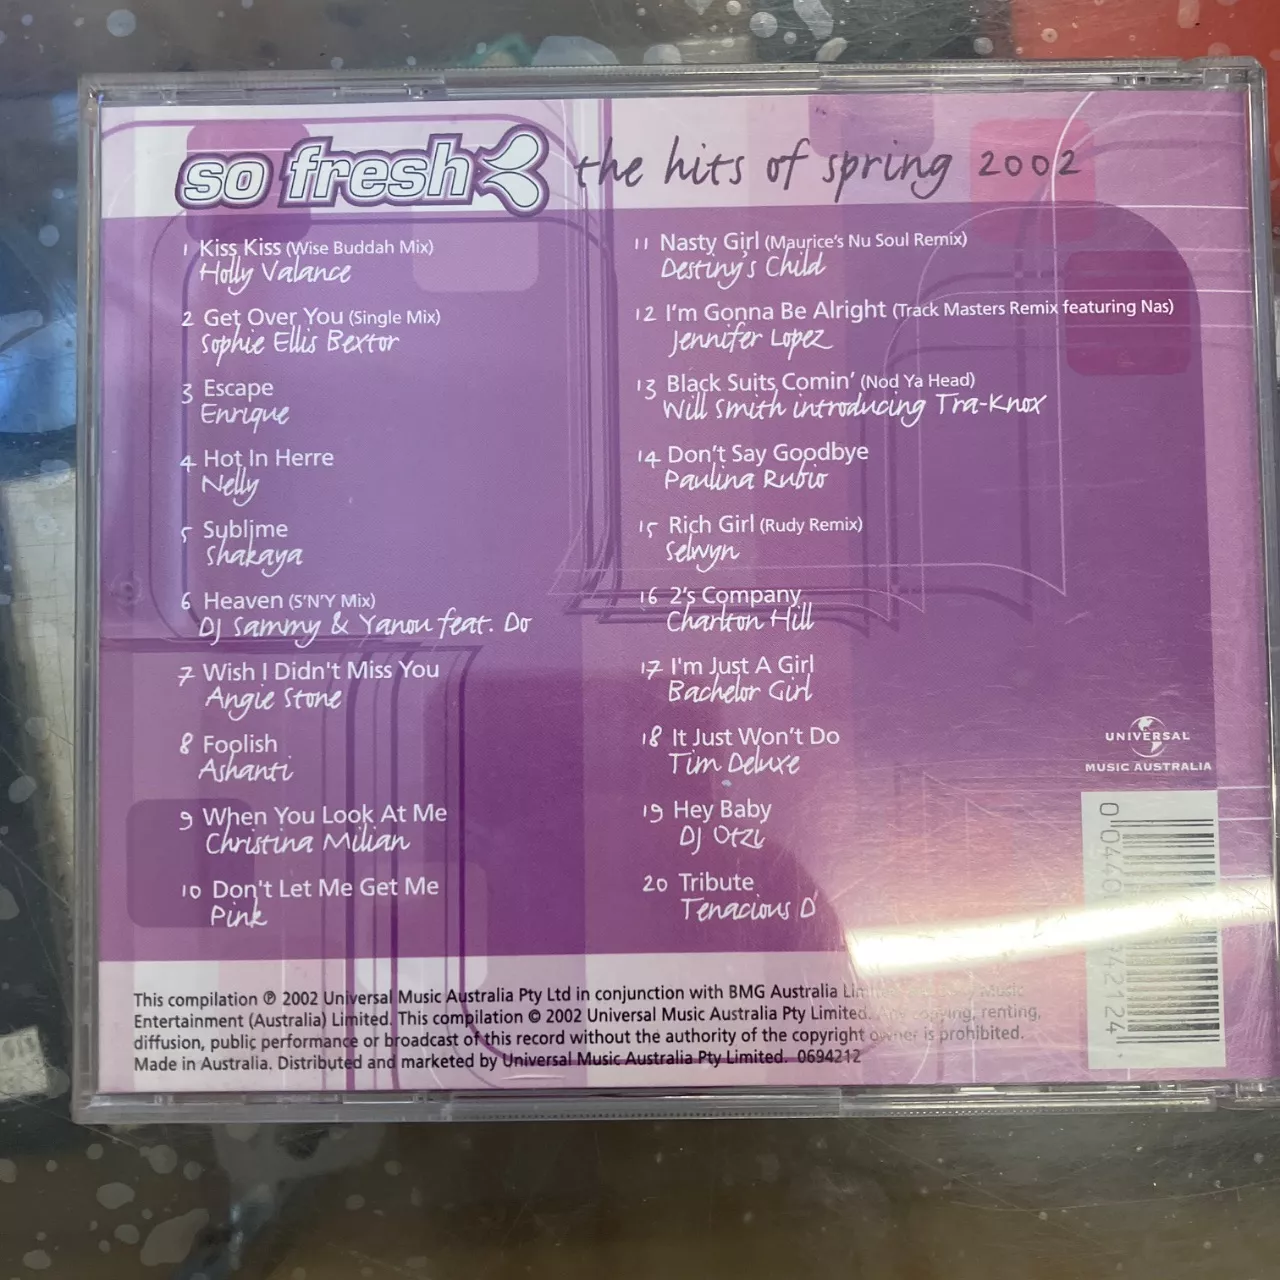 so fresh the hits of spring 2002
1 Kiss Kiss (Wise Buddah Mix)
Holly Valance
2 Get Over You (Single Mix)
Sophie Ellis Bextor
3 Escape
Enrique
4 Hot In Herre
Nelly
5 Sublime
Shakaya
6 Heaven (S'N'Y Mix)
DJ Sammy & Yanou feat. Do
7 Wish I Didn't Miss You
Angie Stone
8 Foolish
Ashanti
9 When You Look At Me
Christina Milian
10 Don't Let Me Get Me
Pink
11 Nasty Girl (Maurice's Nu Soul Remix)
Destiny's Child
12 I'm Gonna Be Alright (Track Masters Remix featuring Nas)
Jennifer Lopez
13 Black Suits Comin' (Nod Ya Head)
Will Smith introducing Tra-Knox
14 Don't Say Goodbye
Paulina Rubio
15 Rich Girl (Rudy Remix)
Selwyn
16 2's Company
Charlton Hill
17 I'm Just A Girl
Bachelor Girl
18 It Just Won't Do
Tim Deluxe
19 Hey Baby
DJ Otzi
20 Tribute
Tenacious D
UNIVERSAL
MUSIC AUSTRALIA
This compilation ℗ 2002 Universal Music Australia Pty Ltd in conjunction with BMG Australia Music
Entertainment (Australia) Limited. This compilation © 2002 Universal Music Australia Pty Limited. Any copying, renting,
diffusion, public performance or broadcast of this record without the authority of the copyright owner is prohibited.
Made in Australia. Distributed and marketed by Universal Music Australia Pty Limited. 0694212